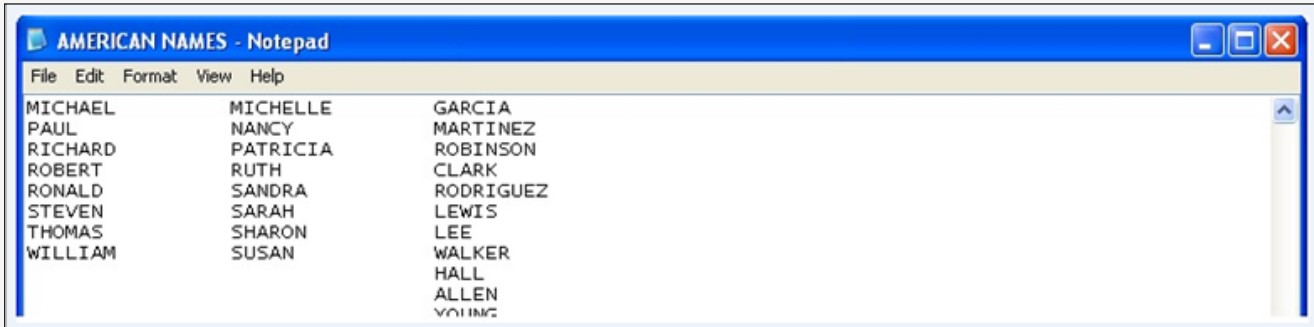 AMERICAN NAMES - Notepad
File Edit Format View Help
MICHAEL MICHELLE GARCIA
PAUL NANCY MARTINEZ
RICHARD PATRICIA ROBINSON
ROBERT RUTH CLARK
RONALD SANDRA RODRIGUEZ
STEVEN SARAH LEWIS
THOMAS SHARON LEE
WILLIAM SUSAN WALKER
HALL
ALLEN
YOUNG